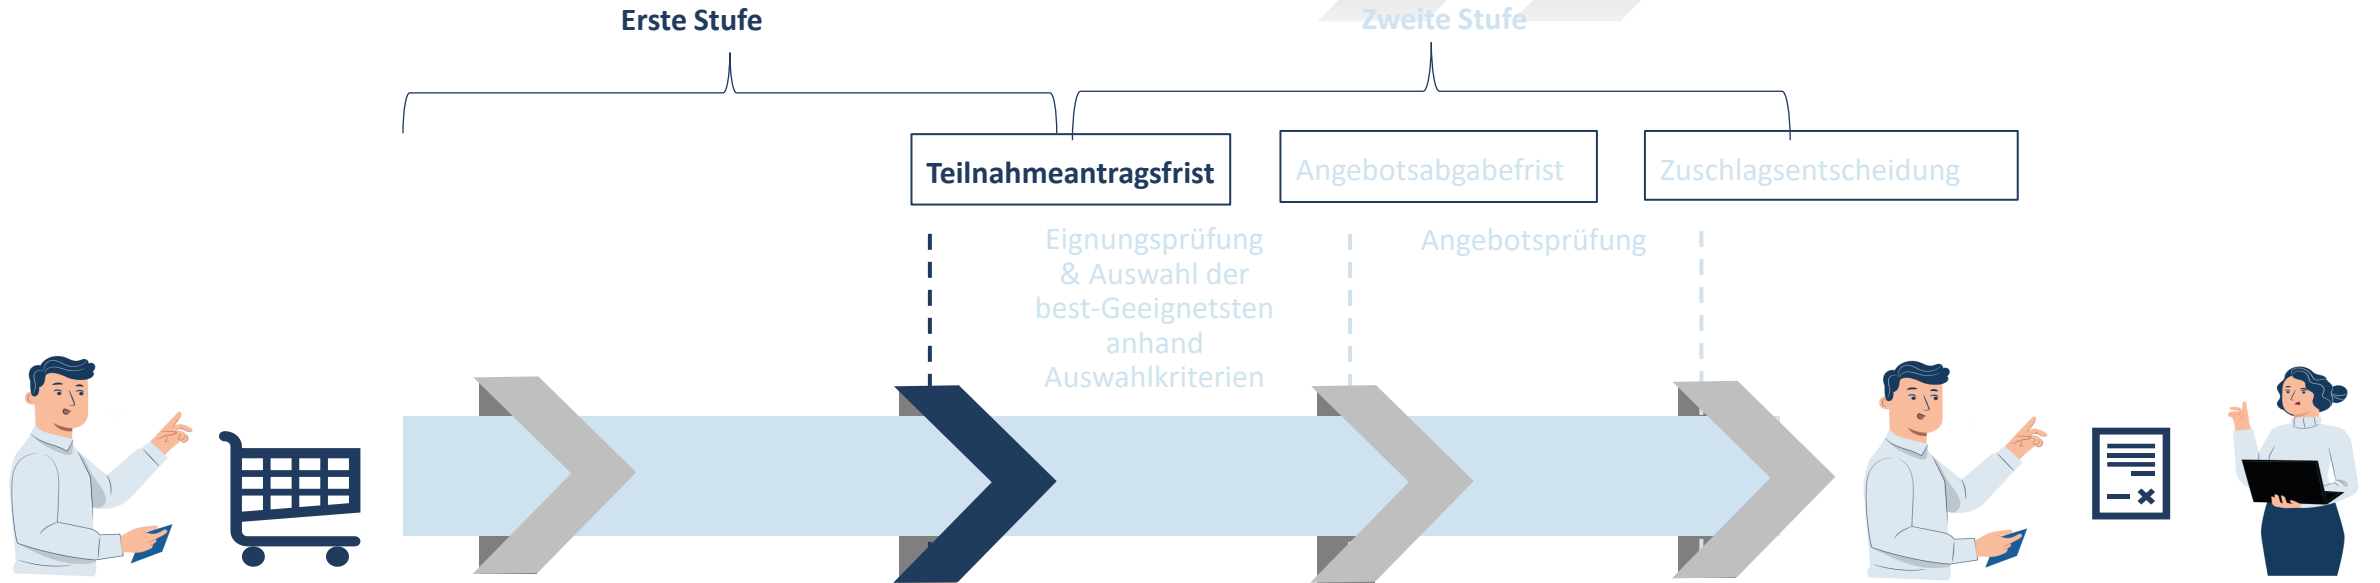 Erste Stufe
Zweite Stufe
Teilnahmeantragsfrist
Angebotsabgabefrist
Zuschlagsentscheidung
Eignungsprüfung
& Auswahl der
best-Geeignetsten
anhand
Auswahlkriterien
Angebotsprüfung